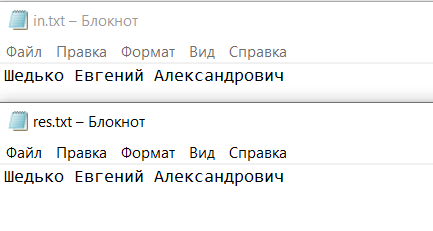 in.txt – Блокнот
Файл Правка Формат Вид Справка
Шедько Евгений Александрович
res.txt – Блокнот
Файл Правка Формат Вид Справка
Шедько Евгений Александрович